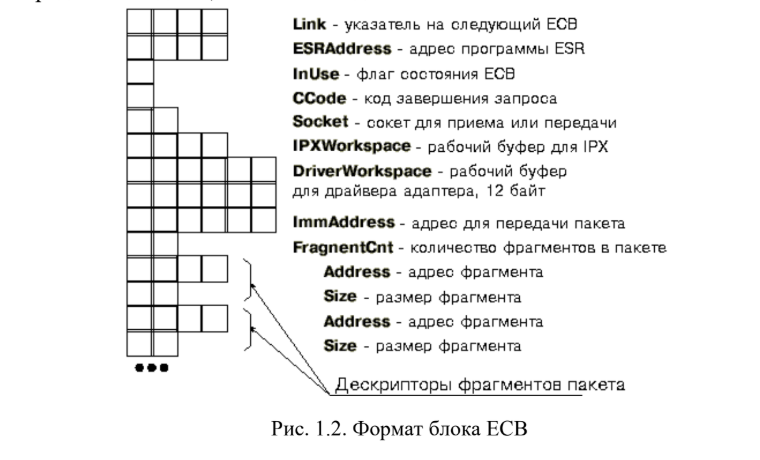 Link - указатель на следующий ECB
ESRAddress - адрес программы ESR
InUse - флаг состояния ECB
CCode - код завершения запроса
Socket - сокет для приема или передачи
IPXWorkspace - рабочий буфер для IPX
DriverWorkspace - рабочий буфер
для драйвера адаптера, 12 байт
ImmAddress - адрес для передачи пакета
FragnentCnt - количество фрагментов в пакете
Address - адрес фрагмента
Size - размер фрагмента
Address - адрес фрагмента
Size - размер фрагмента
Дескрипторы фрагментов пакета
Рис. 1.2. Формат блока ECB